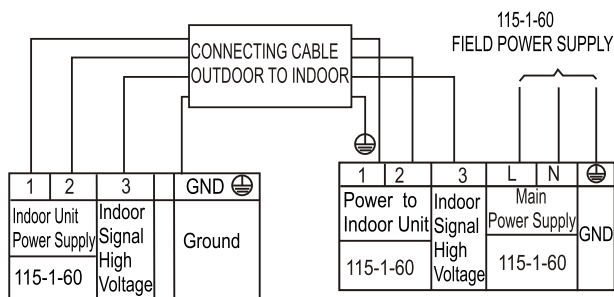 115-1-60
FIELD POWER SUPPLY
CONNECTING CABLE
OUTDOOR TO INDOOR
1 2 3 GND
Indoor Unit
Power Supply
115-1-60
Indoor
Signal
High
Voltage
Ground
1 2 3 L N
Power to
Indoor Unit
115-1-60
Indoor
Signal
High
Voltage
Main
Power Supply
115-1-60
GND